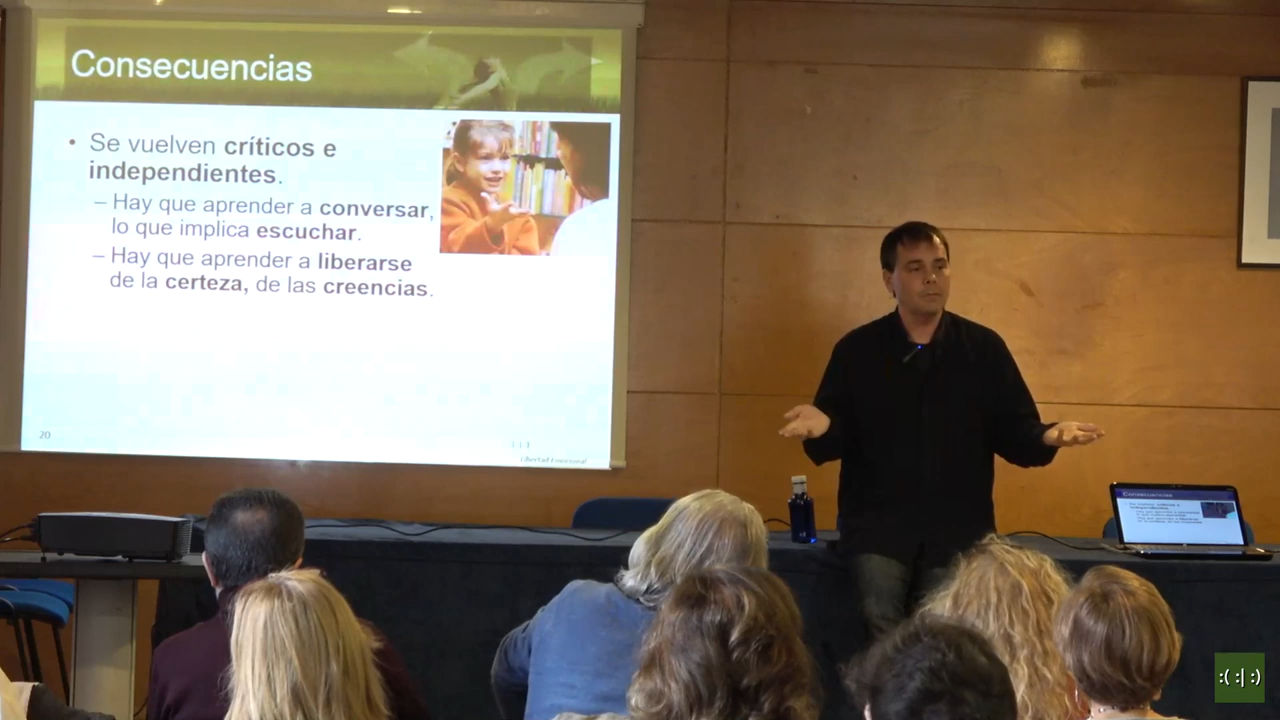 Consecuencias
• Se vuelven críticos e
independientes.
– Hay que aprender a conversar,
lo que implica escuchar.
– Hay que aprender a liberarse
de la certeza, de las creencias.
20
Libertad Emocional
Consecuencias
:( :| :)